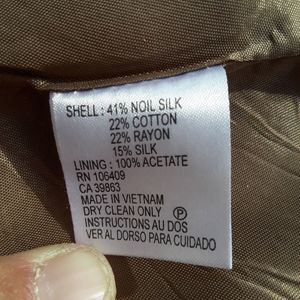 SHELL : 41% NOIL SILK
22% COTTON
22% RAYON
15% SILK
LINING : 100% ACETATE
RN 106409
CA 39863
MADE IN VIETNAM
DRY CLEAN ONLY Ⓟ
INSTRUCTIONS AU DOS
VER AL DORSO PARA CUIDADO